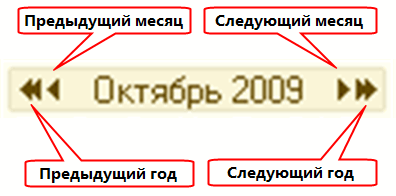 Предыдущий месяц
Следующий месяц
Октябрь 2009
Предыдущий год
Следующий год